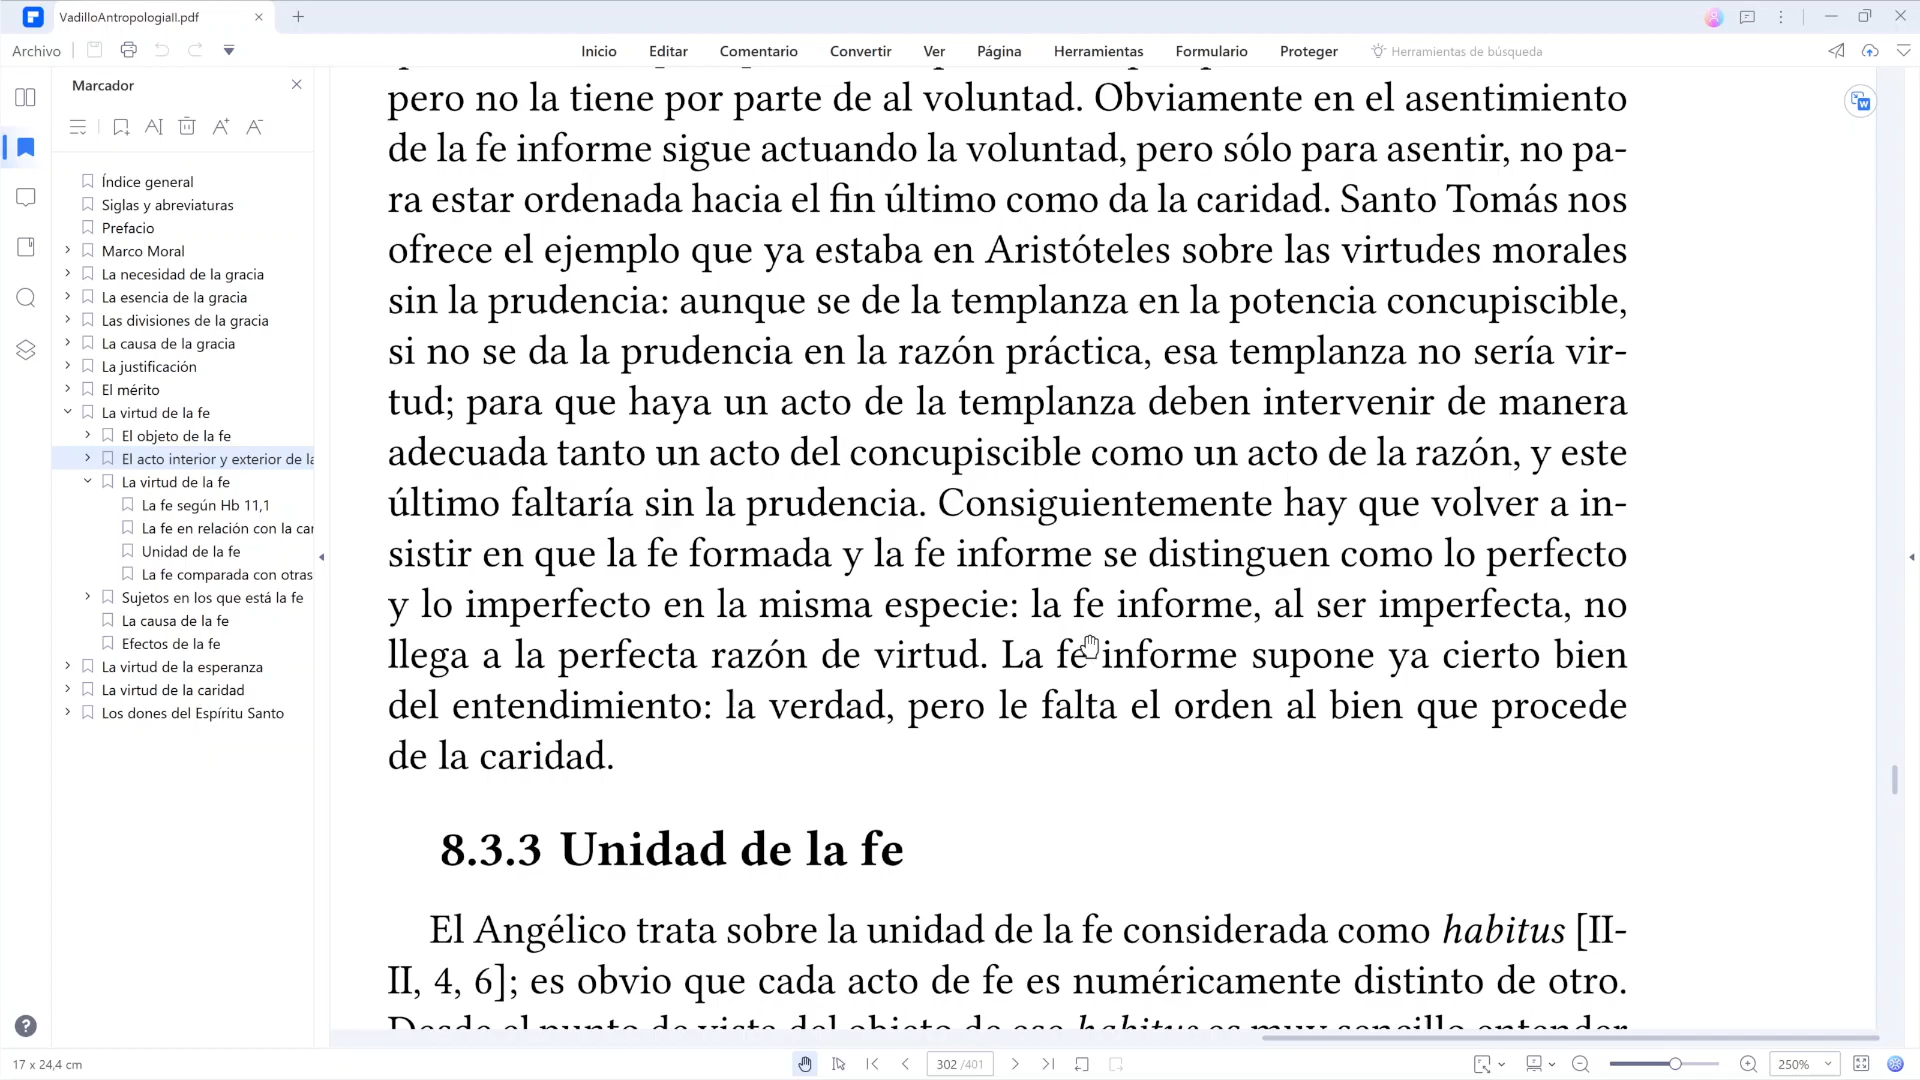 VadilloAntropologiaII.pdf
Archivo
Inicio
Editar
Comentario
Convertir
Ver
Página
Herramientas
Formulario
Proteger
Herramientas de búsqueda
Marcador
Índice general
Siglas y abreviaturas
Prefacio
Marco Moral
La necesidad de la gracia
La esencia de la gracia
Las divisiones de la gracia
La causa de la gracia
La justificación
El mérito
La virtud de la fe
El objeto de la fe
El acto interior y exterior de la
La virtud de la fe
La fe según Hb 11,1
La fe en relación con la car
Unidad de la fe
La fe comparada con otras
Sujetos en los que está la fe
La causa de la fe
Efectos de la fe
La virtud de la esperanza
La virtud de la caridad
Los dones del Espíritu Santo
pero no la tiene por parte de al voluntad. Obviamente en el asentimiento
de la fe informe sigue actuando la voluntad, pero sólo para asentir, no pa-
ra estar ordenada hacia el fin último como da la caridad. Santo Tomás nos
ofrece el ejemplo que ya estaba en Aristóteles sobre las virtudes morales
sin la prudencia: aunque se de la templanza en la potencia concupiscible,
si no se da la prudencia en la razón práctica, esa templanza no sería vir-
tud; para que haya un acto de la templanza deben intervenir de manera
adecuada tanto un acto del concupiscible como un acto de la razón, y este
último faltaría sin la prudencia. Consiguientemente hay que volver a in-
sistir en que la fe formada y la fe informe se distinguen como lo perfecto
y lo imperfecto en la misma especie: la fe informe, al ser imperfecta, no
llega a la perfecta razón de virtud. La fe informe supone ya cierto bien
del entendimiento: la verdad, pero le falta el orden al bien que procede
de la caridad.
8.3.3 Unidad de la fe
El Angélico trata sobre la unidad de la fe considerada como habitus [II-
II, 4, 6]; es obvio que cada acto de fe es numéricamente distinto de otro.
Desde el punto de vista del objeto de ese habitus es muy sencillo entender
17 x 24,4 cm
302 /401
250%